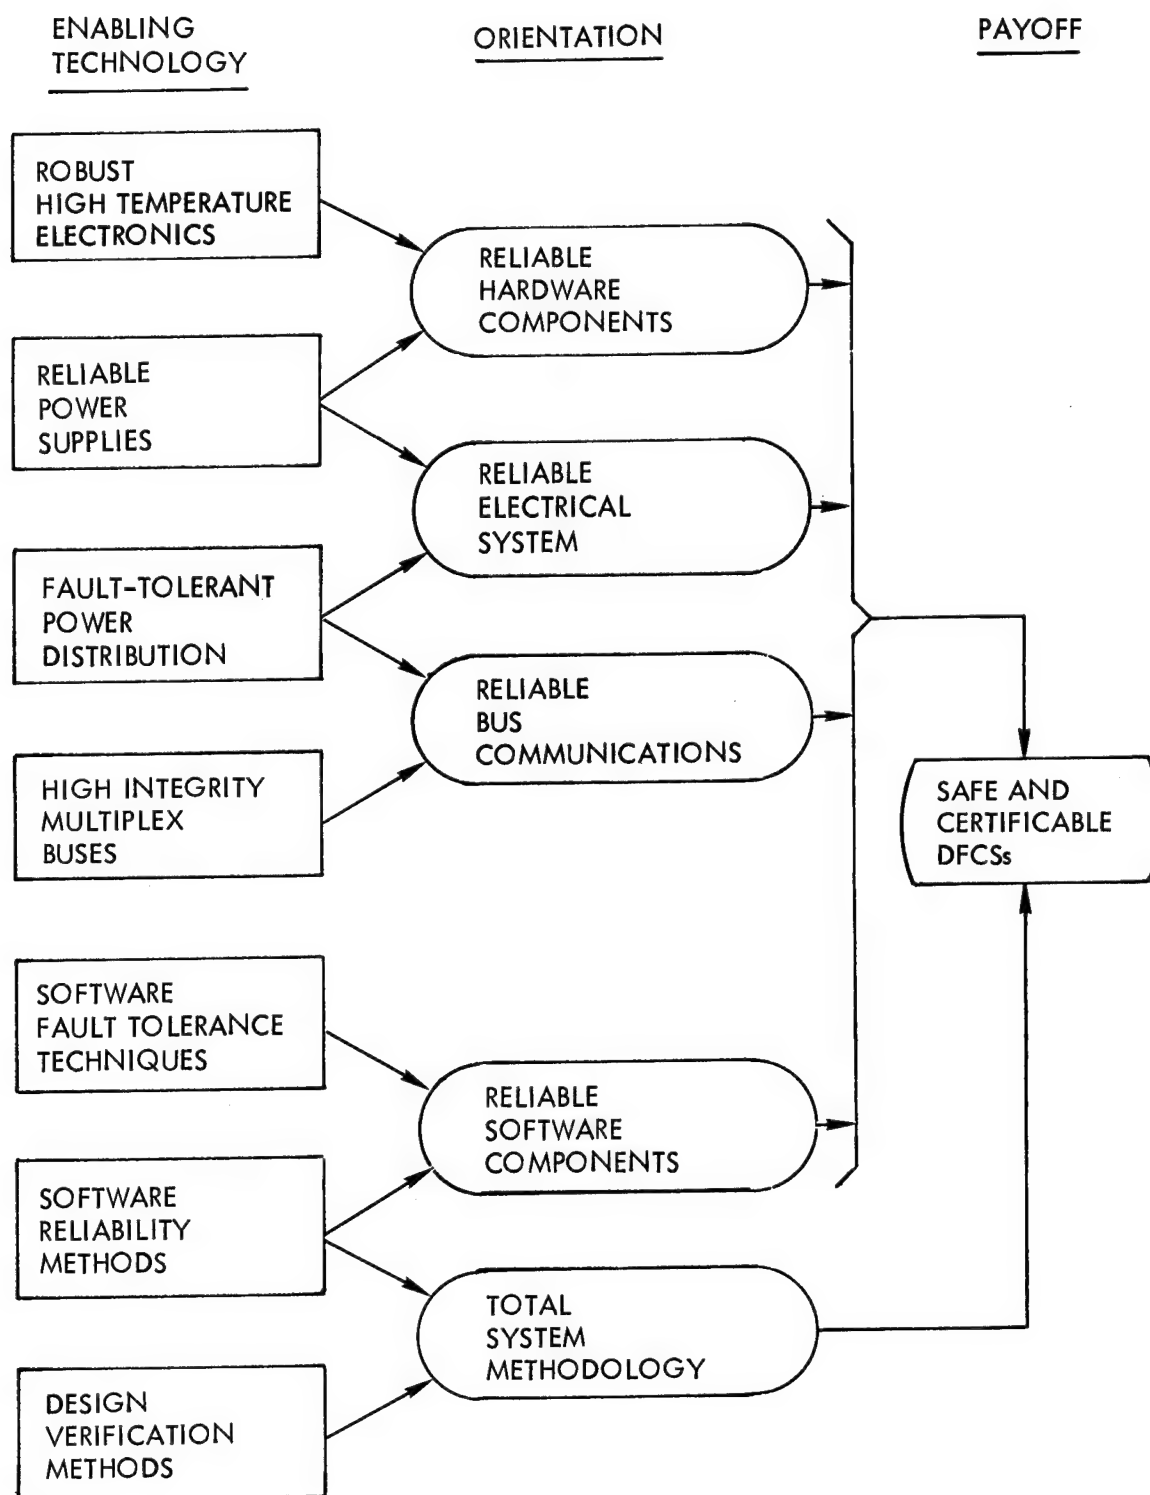 ENABLING
TECHNOLOGY
ORIENTATION
PAYOFF
ROBUST
HIGH TEMPERATURE
ELECTRONICS
RELIABLE
POWER
SUPPLIES
FAULT-TOLERANT
POWER
DISTRIBUTION
HIGH INTEGRITY
MULTIPLEX
BUSES
SOFTWARE
FAULT TOLERANCE
TECHNIQUES
SOFTWARE
RELIABILITY
METHODS
DESIGN
VERIFICATION
METHODS
RELIABLE
HARDWARE
COMPONENTS
RELIABLE
ELECTRICAL
SYSTEM
RELIABLE
BUS
COMMUNICATIONS
RELIABLE
SOFTWARE
COMPONENTS
TOTAL
SYSTEM
METHODOLOGY
SAFE AND
CERTIFICABLE
DFCSs